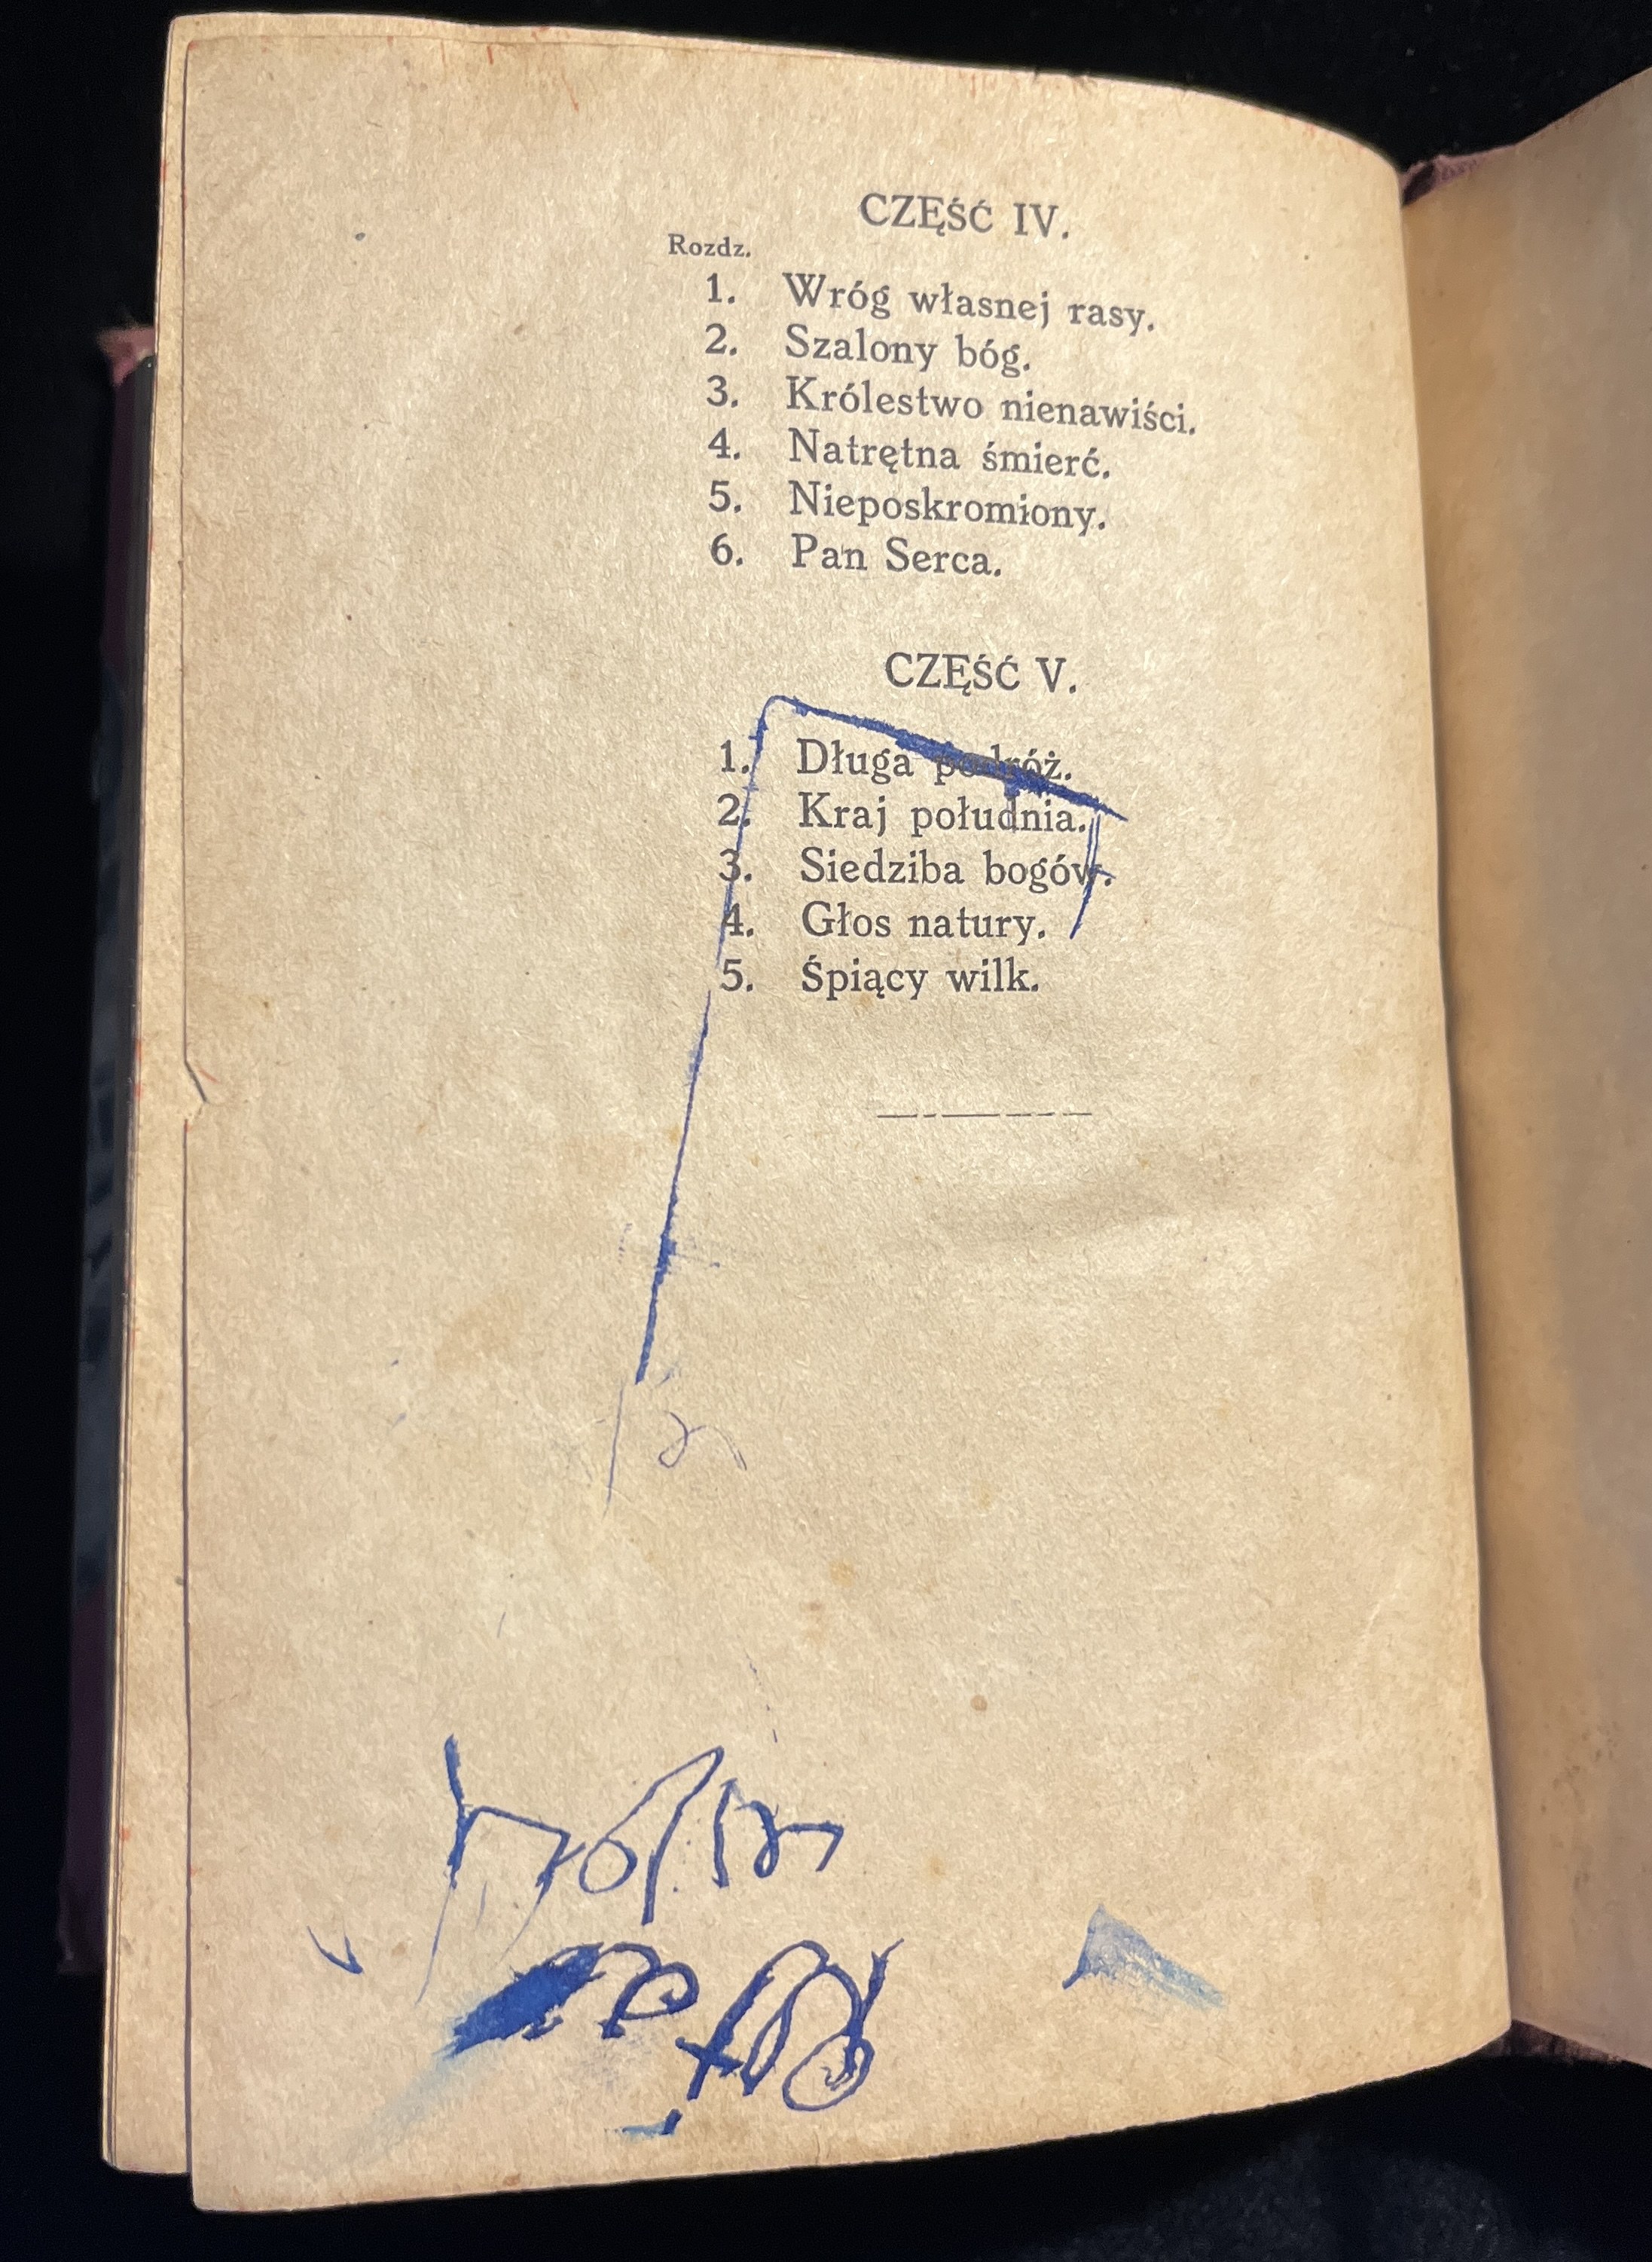 CZĘŚĆ IV.
Rozdz.
1. Wróg własnej rasy.
2. Szalony bóg.
3. Królestwo nienawiści.
4. Natrętna śmierć.
5. Nieposkromiony.
6. Pan Serca.
CZĘŚĆ V.
1. Długa podróż.
2. Kraj południa.
3. Siedziba bogów.
4. Głos natury.
5. Śpiący wilk.